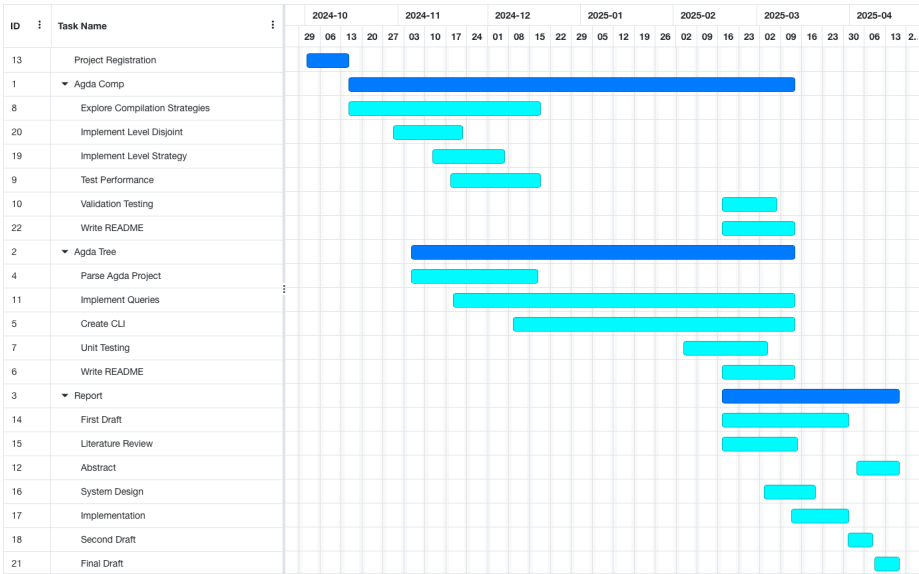 ID Task Name 2024-10 2024-11 2024-12 2025-01 2025-02 2025-03 2025-04
29 06 13 20 27 03 10 17 24 01 08 15 22 29 05 12 19 26 02 09 16 23 02 09 16 23 30 06 13 2...
13 Project Registration
1 Agda Comp
8 Explore Compilation Strategies
20 Implement Level Disjoint
19 Implement Level Strategy
9 Test Performance
10 Validation Testing
22 Write README
2 Agda Tree
4 Parse Agda Project
11 Implement Queries
5 Create CLI
7 Unit Testing
6 Write README
3 Report
14 First Draft
15 Literature Review
12 Abstract
16 System Design
17 Implementation
18 Second Draft
21 Final Draft